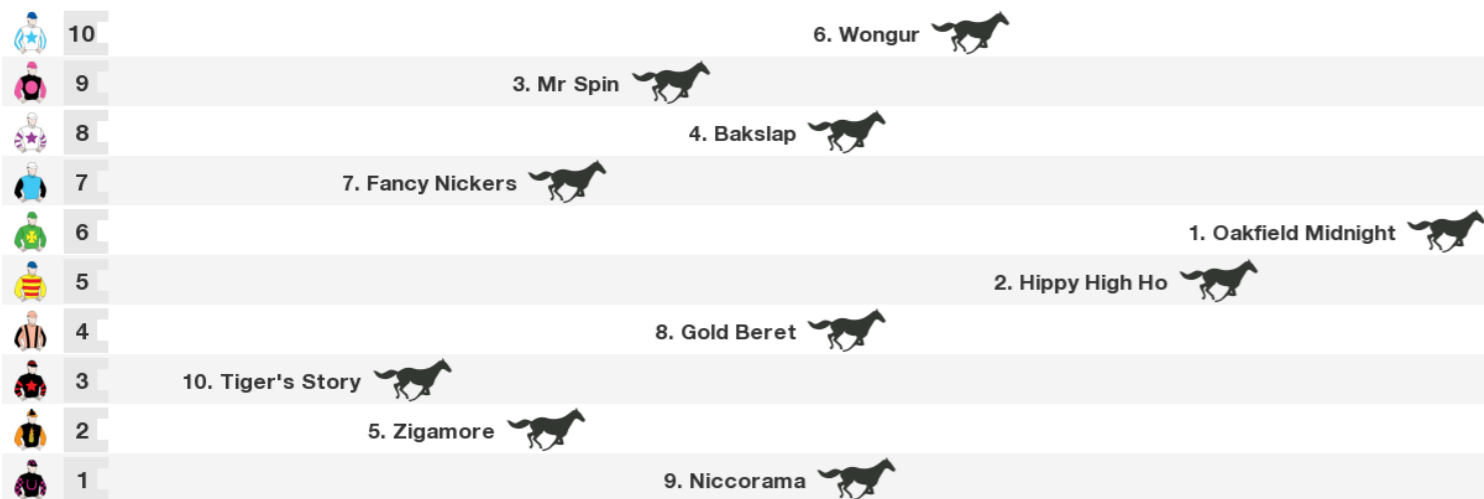 10 6. Wongur
9 3. Mr Spin
8 4. Bakslap
7 7. Fancy Nickers
6 1. Oakfield Midnight
5 2. Hippy High Ho
4 8. Gold Beret
3 10. Tiger's Story
2 5. Zigamore
1 9. Niccorama